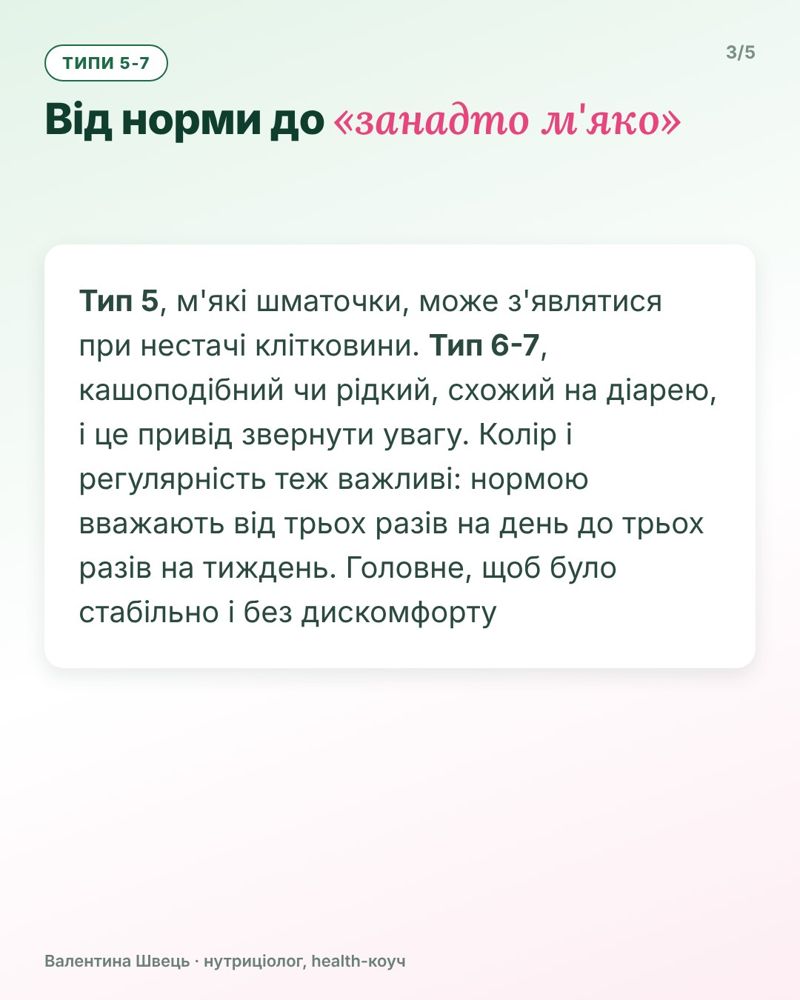 ТИПИ 5-7
3/5
Від норми до «занадто м'яко»
Тип 5, м'які шматочки, може з'являтися
при нестачі клітковини. Тип 6-7,
кашоподібний чи рідкий, схожий на діарею,
і це привід звернути увагу. Колір і
регулярність теж важливі: нормою
вважають від трьох разів на день до трьох
разів на тиждень. Головне, щоб було
стабільно і без дискомфорту
Валентина Швець · нутриціолог, health-коуч